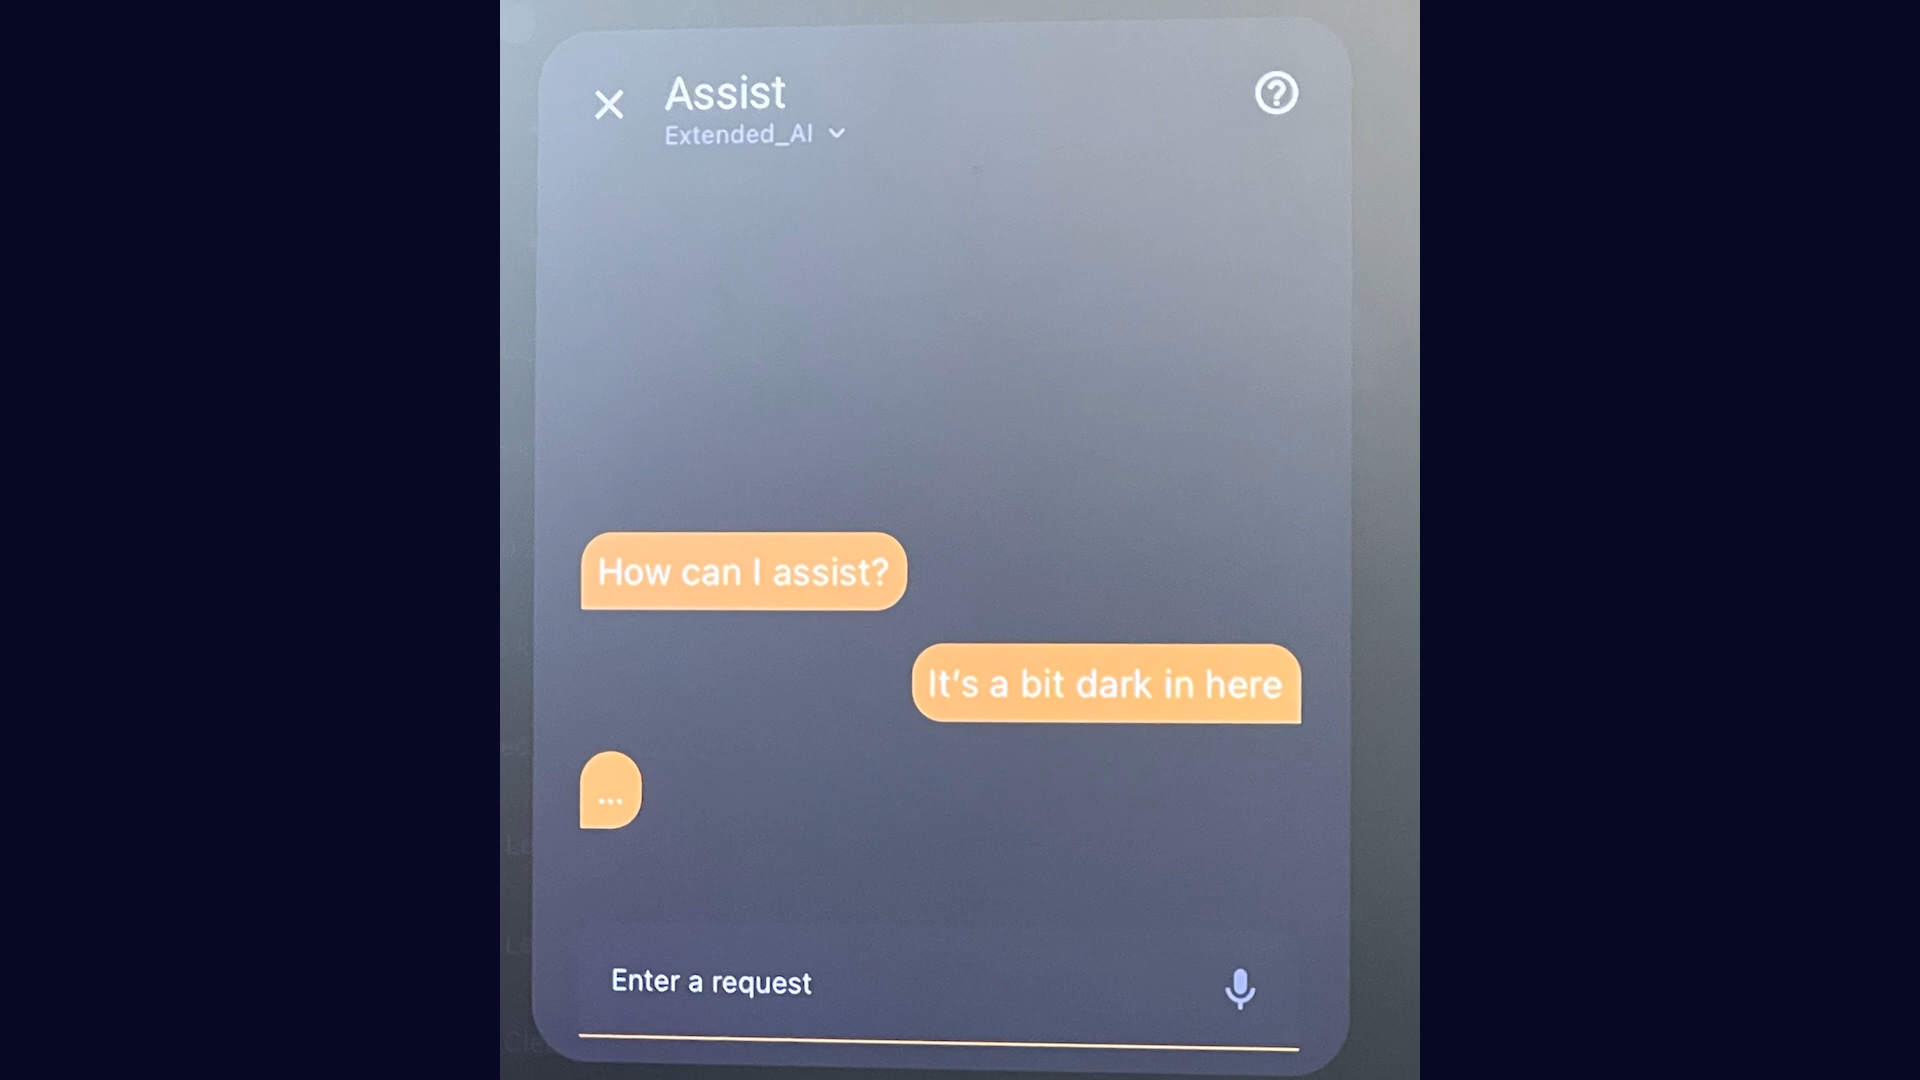 Assist
Extended_AI
How can I assist?
It's a bit dark in here
...
Enter a request